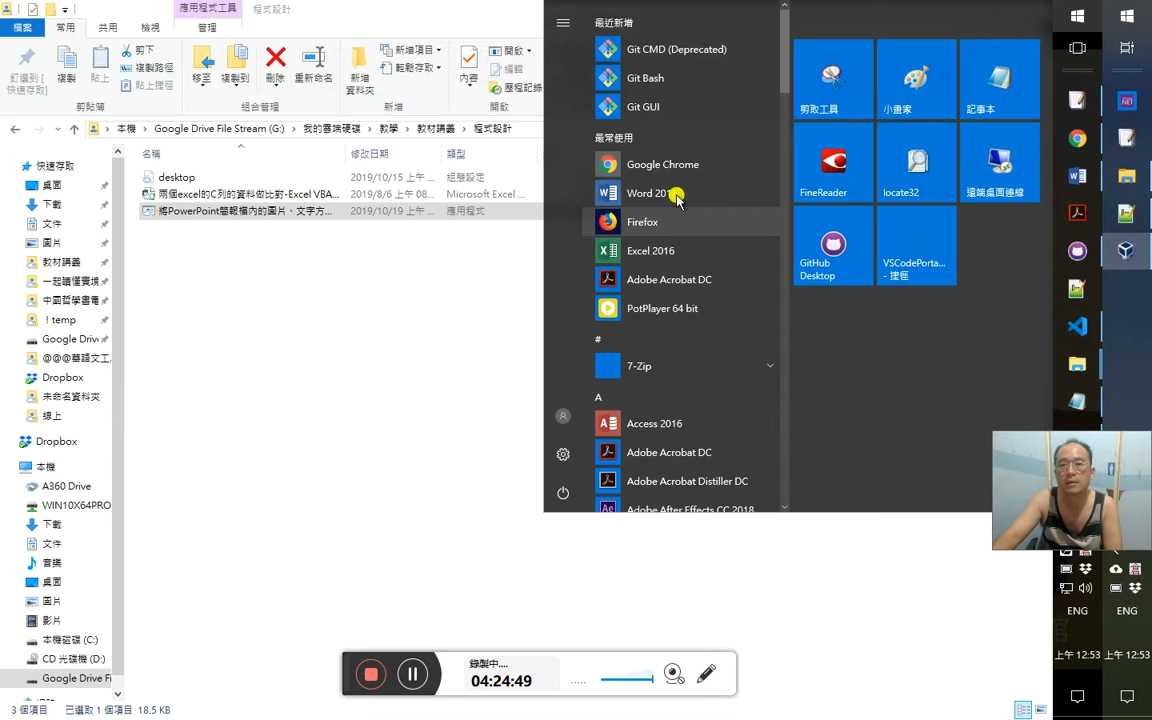 應用程式工具
程式設計
檔案
常用
共用
檢視
管理
釘選到 [
快速存取]
複製
貼上
剪下
複製路徑
貼上捷徑
剪貼簿
移至
複製到
刪除
重新命名
組合管理
新增
資料夾
新增項目
輕鬆存取
新增
內容
開啟
編輯
歷程記錄
開啟
本機 › Google Drive File Stream (G:) › 我的雲端硬碟 › 教學 › 教材講義 › 程式設計
名稱
修改日期
類型
desktop
2019/10/15 上午 ...
組態設定
兩個excel的C列的資料做比對-Excel VBA...
2019/8/6 上午 08...
Microsoft Excel ...
將PowerPoint簡報檔內的圖片、文字方...
2019/10/19 上午...
應用程式
快速存取
桌面
下載
文件
圖片
教材講義
一起讀懂寅境
中國哲學書電
！temp
Google Drive
@@@華語文工
Dropbox
未命名資料夾
線上
Dropbox
本機
A360 Drive
WIN10X64PRO
下載
文件
音樂
桌面
圖片
影片
本機磁碟 (C:)
CD 光碟機 (D:)
Google Drive Fi
3 個項目
已選取 1 個項目 18.5 KB
最近新增
Git CMD (Deprecated)
Git Bash
Git GUI
最常使用
Google Chrome
Word
Firefox
Excel 2016
Adobe Acrobat DC
PotPlayer 64 bit
#
7-Zip
A
Access 2016
Adobe Acrobat DC
Adobe Acrobat Distiller DC
Adobe After Effects CC 2018
剪取工具
小畫家
記事本
FineReader
locate32
遠端桌面連線
GitHub
Desktop
VSCodePorta...
- 捷徑
錄製中....
04:24:49
ENG
ENG
上午 12:53
上午 12:53